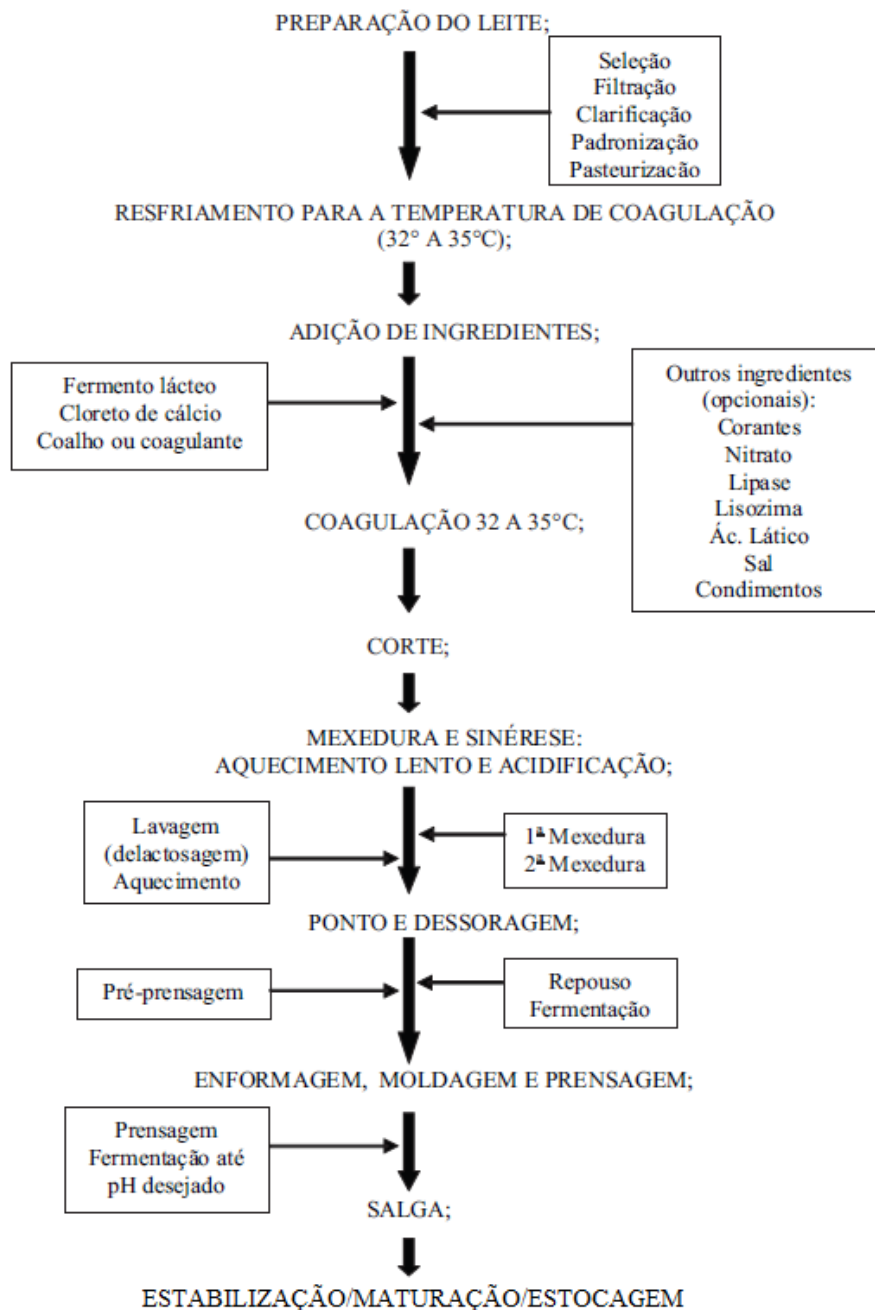 PREPARAÇÃO DO LEITE;
Seleção
Filtração
Clarificação
Padronização
Pasteurizacão
RESFRIAMENTO PARA A TEMPERATURA DE COAGULAÇÃO
(32° A 35°C);
ADIÇÃO DE INGREDIENTES;
Fermento lácteo
Cloreto de cálcio
Coalho ou coagulante
Outros ingredientes
(opcionais):
Corantes
Nitrato
Lipase
Lisozima
Ác. Lático
Sal
Condimentos
COAGULAÇÃO 32 A 35°C;
CORTE;
MEXEDURA E SINÉRESE:
AQUECIMENTO LENTO E ACIDIFICAÇÃO;
Lavagem
(delactosagem)
Aquecimento
1ª Mexedura
2ª Mexedura
PONTO E DESSORAGEM;
Pré-prensagem
Repouso
Fermentação
ENFORMAGEM, MOLDAGEM E PRENSAGEM;
Prensagem
Fermentação até
pH desejado
SALGA;
ESTABILIZAÇÃO/MATURAÇÃO/ESTOCAGEM